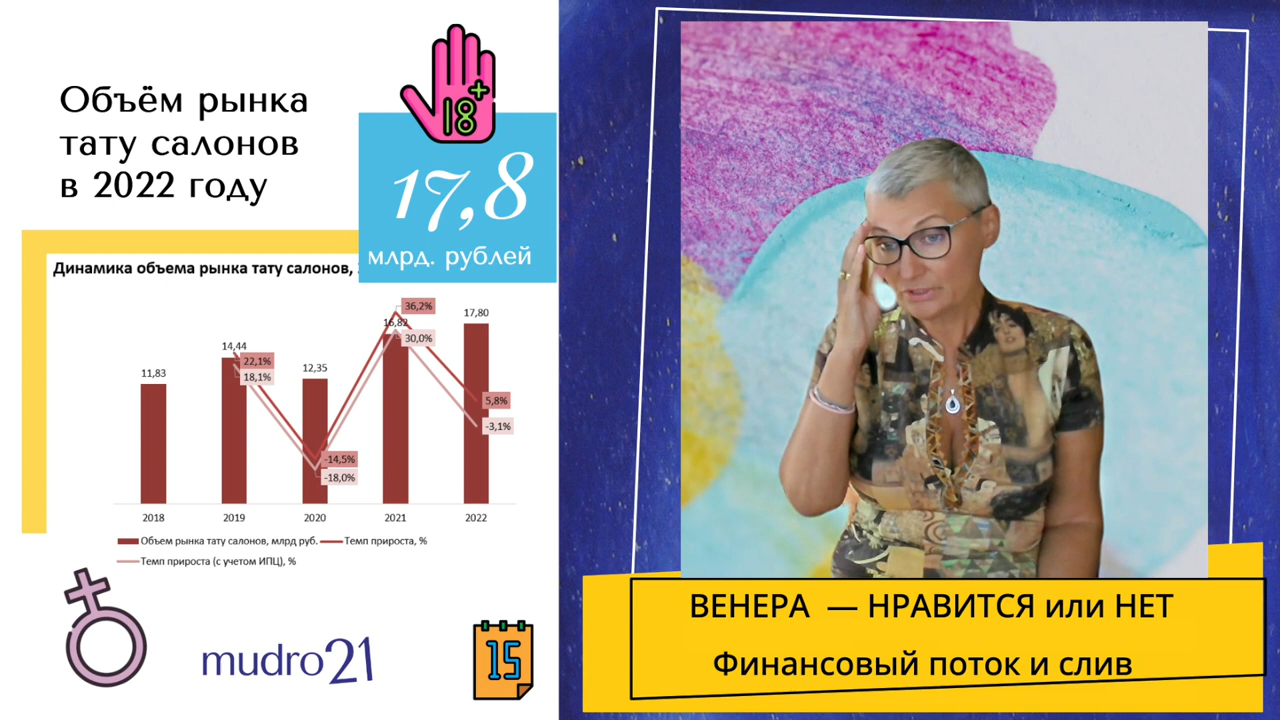 Объём рынка
тату салонов
в 2022 году
18+
17,8
млрд. рублей
Динамика объема рынка тату салонов,
36,2%
16,82
30,0%
17,80
14,44
22,1%
18,1%
12,35
11,83
5,8%
-3,1%
-14,5%
-18,0%
2018 2019 2020 2021 2022
Объем рынка тату салонов, млрд руб. Темп прироста, %
Темп прироста (с учетом ИПЦ), %
mudro21
15
ВЕНЕРА — НРАВИТСЯ или НЕТ
Финансовый поток и слив